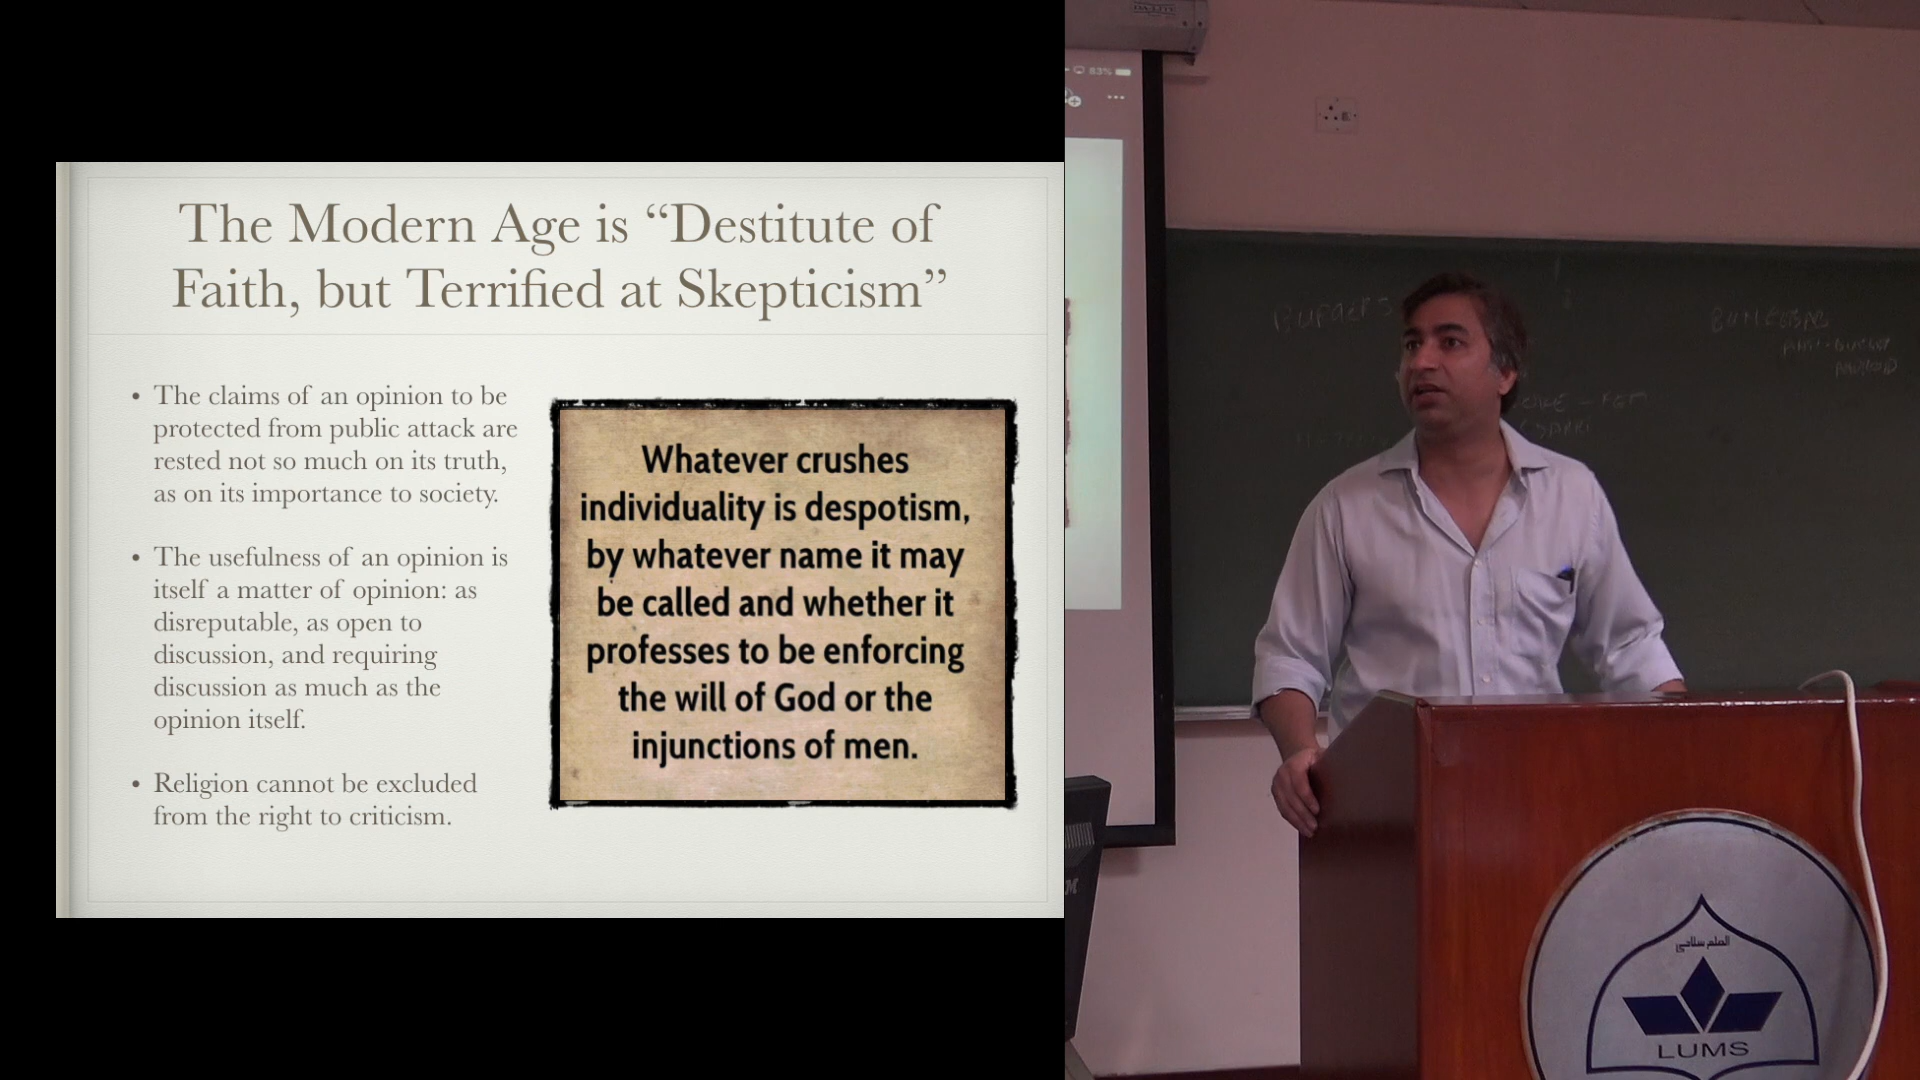 The Modern Age is “Destitute of
Faith, but Terrified at Skepticism”
• The claims of an opinion to be
protected from public attack are
rested not so much on its truth,
as on its importance to society.
• The usefulness of an opinion is
itself a matter of opinion: as
disreputable, as open to
discussion, and requiring
discussion as much as the
opinion itself.
• Religion cannot be excluded
from the right to criticism.
Whatever crushes
individuality is despotism,
by whatever name it may
be called and whether it
professes to be enforcing
the will of God or the
injunctions of men.
83%
DA-LITE
LUMS